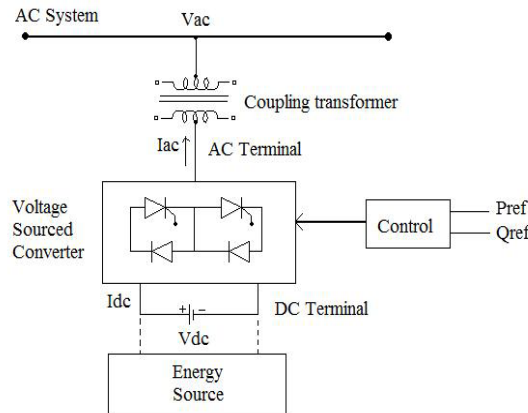 AC System
Vac
Coupling transformer
Iac
AC Terminal
Voltage
Sourced
Converter
Control
Pref
Qref
Idc
+
−
DC Terminal
Vdc
Energy
Source